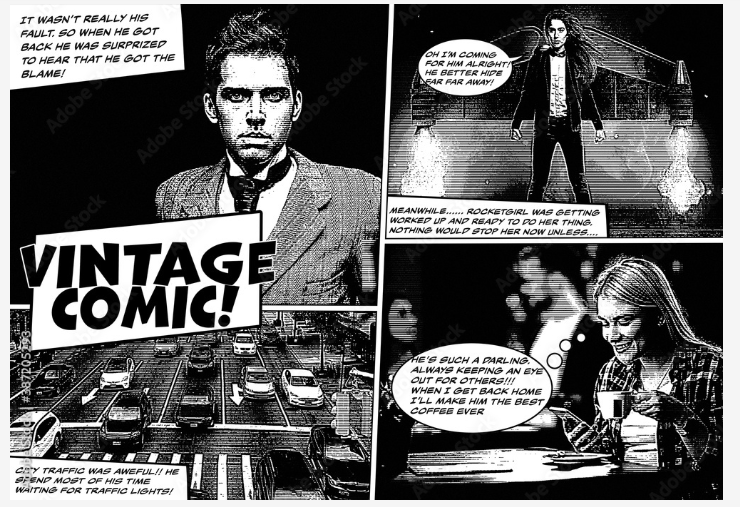 IT WASN'T REALLY HIS
FAULT. SO WHEN HE GOT
BACK HE WAS SURPRIZED
TO HEAR THAT HE GOT THE
BLAME!
OH I'M COMING
FOR HIM ALRIGHT!
HE BETTER HIDE
FAR FAR AWAY!
MEANWHILE...... ROCKETGIRL WAS GETTING
WORKED UP AND READY TO DO HER THING.
NOTHING WOULD STOP HER NOW UNLESS....
VINTAGE
COMIC!
HE'S SUCH A DARLING.
ALWAYS KEEPING AN EYE
OUT FOR OTHERS!!!
WHEN I GET BACK HOME
I'LL MAKE HIM THE BEST
COFFEE EVER
CITY TRAFFIC WAS AWEFUL!! HE
SPEND MOST OF HIS TIME
WAITING FOR TRAFFIC LIGHTS!
Adobe Stock